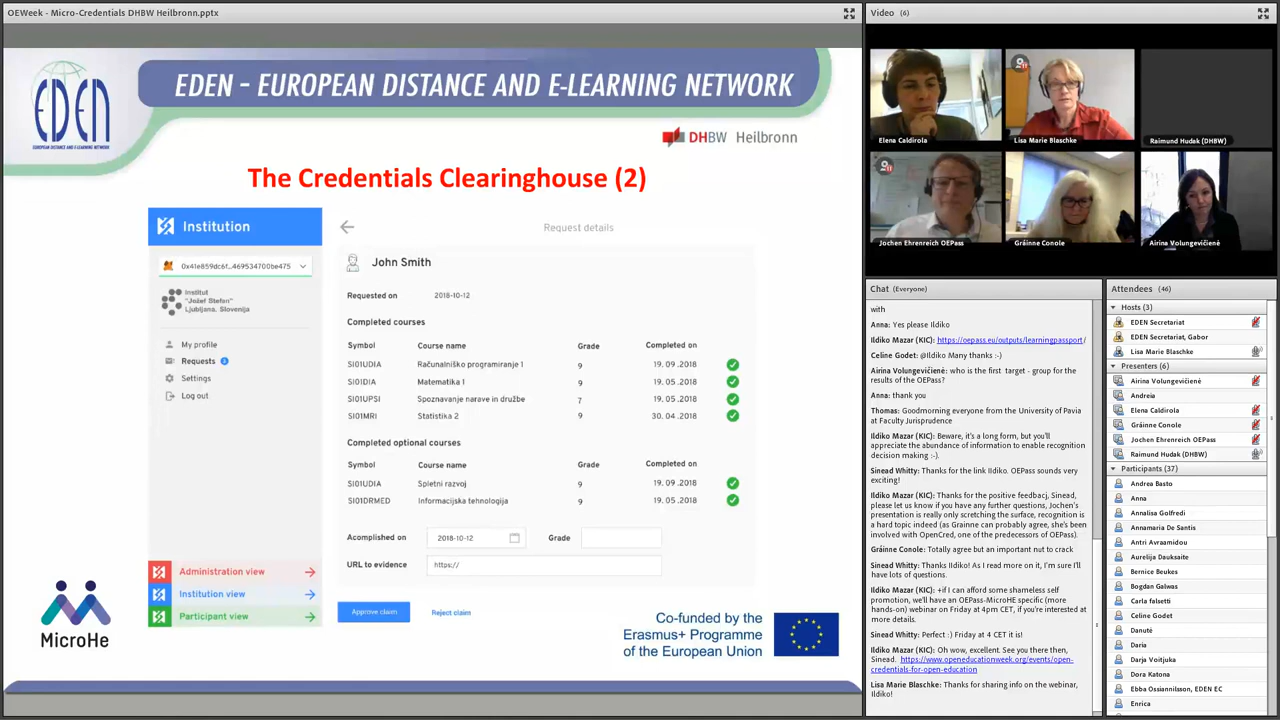 OEWeek - Micro-Credentials DHBW Heilbronn.pptx
EDEN
EUROPEAN DISTANCE AND E-LEARNING NETWORK
EDEN - EUROPEAN DISTANCE AND E-LEARNING NETWORK
DHBW Heilbronn
The Credentials Clearinghouse (2)
Institution
0x41e859dc6f...469534700be475
Institut
"Jožef Stefan"
Ljubljana, Slovenija
My profile
Requests
Settings
Log out
Administration view
Institution view
Participant view
Request details
John Smith
Requested on 2018-10-12
Completed courses
Symbol Course name Grade Completed on
SI01UDIA Računalniško programiranje 1 9 19.09.2018
SI01DIA Matematika 1 9 19.05.2018
SI01UPSI Spoznavanje narave in družbe 7 19.05.2018
SI01MRI Statistika 2 9 30.04.2018
Completed optional courses
Symbol Course name Grade Completed on
SI01UDIA Spletni razvoj 9 19.09.2018
SI01DRMED Informacijska tehnologija 9 19.05.2018
Acomplished on 2018-10-12 Grade
URL to evidence https://
Approve claim Reject claim
MicroHe
Co-funded by the
Erasmus+ Programme
of the European Union
Video (6)
Elena Caldirola
Lisa Marie Blaschke
Raimund Hudak (DHBW)
Jochen Ehrenreich OEPass
Gráinne Conole
Airina Volungevičienė
Chat (Everyone)
with
Anna: Yes please Ildiko
Ildiko Mazar (KIC): https://oepass.eu/outputs/learningpassport/
Celine Godet: @Ildiko Many thanks :-)
Airina Volungevičienė: who is the first target - group for the
results of the OEPass?
Anna: thank you
Thomas: Goodmorning everyone from the University of Pavia
at Faculty Jurisprudence
Ildiko Mazar (KIC): Beware, it's a long form, but you'll
appreciate the abundance of information to enable recognition
decision making :-).
Sinead Whitty: Thanks for the link IIdiko. OEPass sounds very
exciting!
Ildiko Mazar (KIC): Thanks for the positive feedbacj, Sinead,
please let us know if you have any further questions, Jochen's
presentation is really only scretching the surface, recognition is
a hard topic indeed (as Grainne can probably agree, she's been
involved with OpenCred, one of the predecessors of OEPass).
Gráinne Conole: Totally agree but an important nut to crack
Sinead Whitty: Thanks IIdiko! As I read more on it, I'm sure I'll
have lots of questions.
Ildiko Mazar (KIC): +if I can afford some shameless self
promotion, we'll have an OEPass-MicroHE specific (more
hands-on) webinar on Friday at 4pm CET, if you're interested at
more details.
Sinead Whitty: Perfect :) Friday at 4 CET it is!
Ildiko Mazar (KIC): Oh wow, excellent. See you there then,
Sinead. https://www.openeducationweek.org/events/open-
credentials-for-open-education
Lisa Marie Blaschke: Thanks for sharing info on the webinar,
Ildiko!
Attendees (46)
Hosts (3)
EDEN Secretariat
EDEN Secretariat, Gabor
Lisa Marie Blaschke
Presenters (6)
Airina Volungevičienė
Andreia
Elena Caldirola
Gráinne Conole
Jochen Ehrenreich OEPass
Raimund Hudak (DHBW)
Participants (37)
Andrea Basto
Anna
Annalisa Golfredi
Annamaria De Santis
Antri Avraamidou
Aurelija Dauksaite
Bernice Beukes
Bogdan Galwas
Carla falsetti
Celine Godet
Danutė
Daria
Darja Voitjuka
Dora Katona
Ebba Ossiannilsson, EDEN EC
Enrica